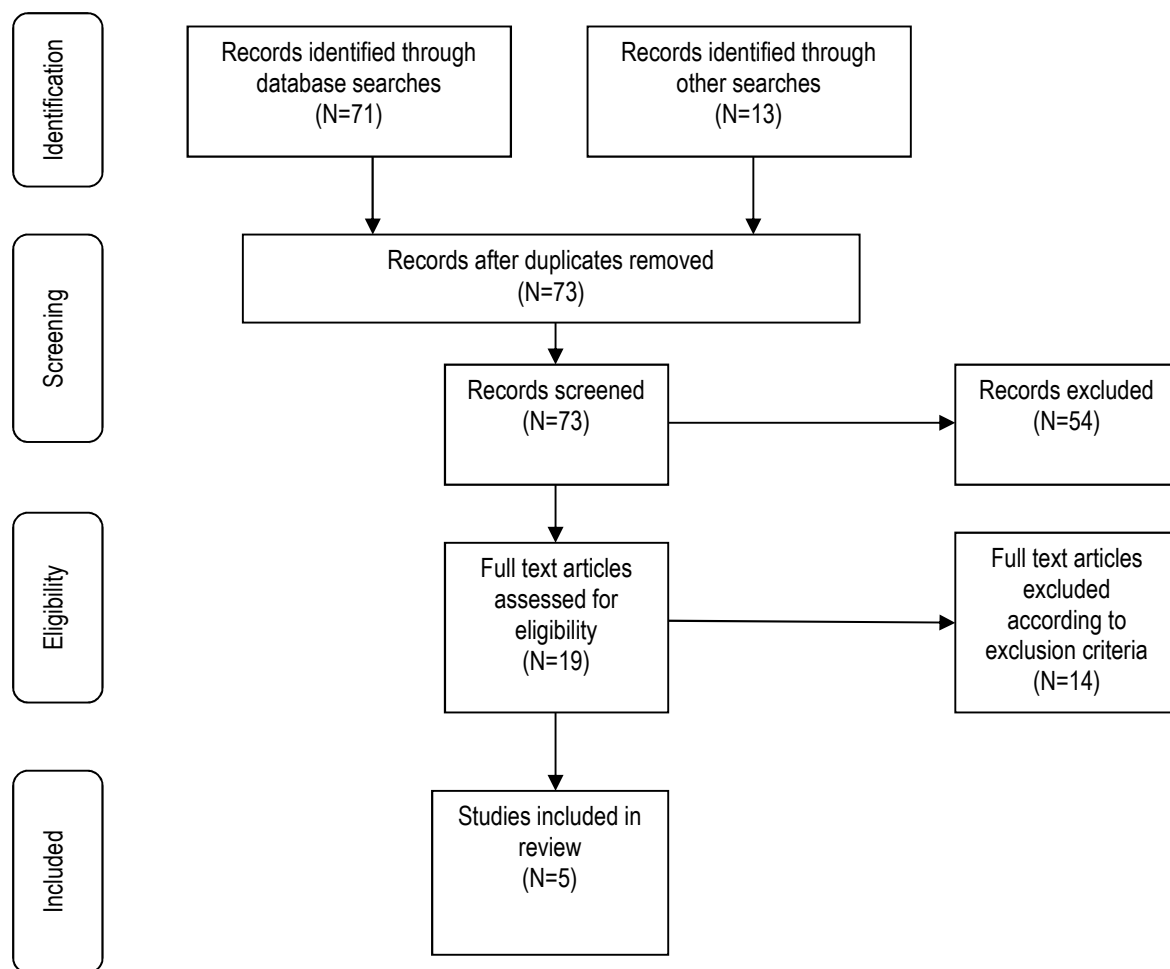 Identification
Records identified through
database searches
(N=71)
Records identified through
other searches
(N=13)
Screening
Records after duplicates removed
(N=73)
Records screened
(N=73)
Records excluded
(N=54)
Eligibility
Full text articles
assessed for
eligibility
(N=19)
Full text articles
excluded
according to
exclusion criteria
(N=14)
Included
Studies included in
review
(N=5)